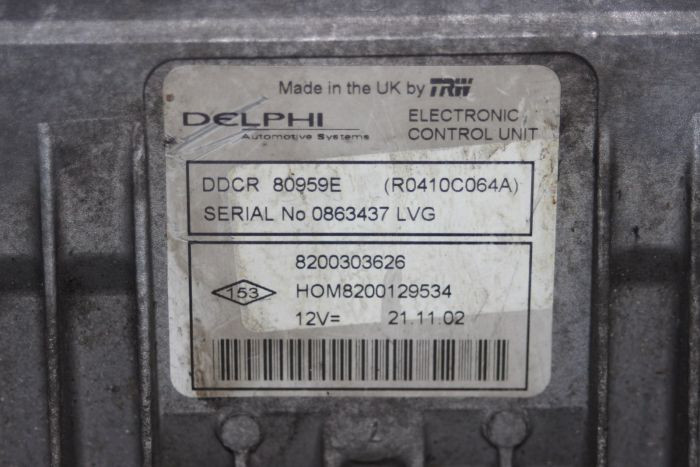 Made in the UK by TRW
DELPHI
Automotive Systems
ELECTRONIC
CONTROL UNIT
DDCR 80959E (R0410C064A)
SERIAL No 0863437 LVG
8200303626
153
HOM8200129534
12V= 21.11.02